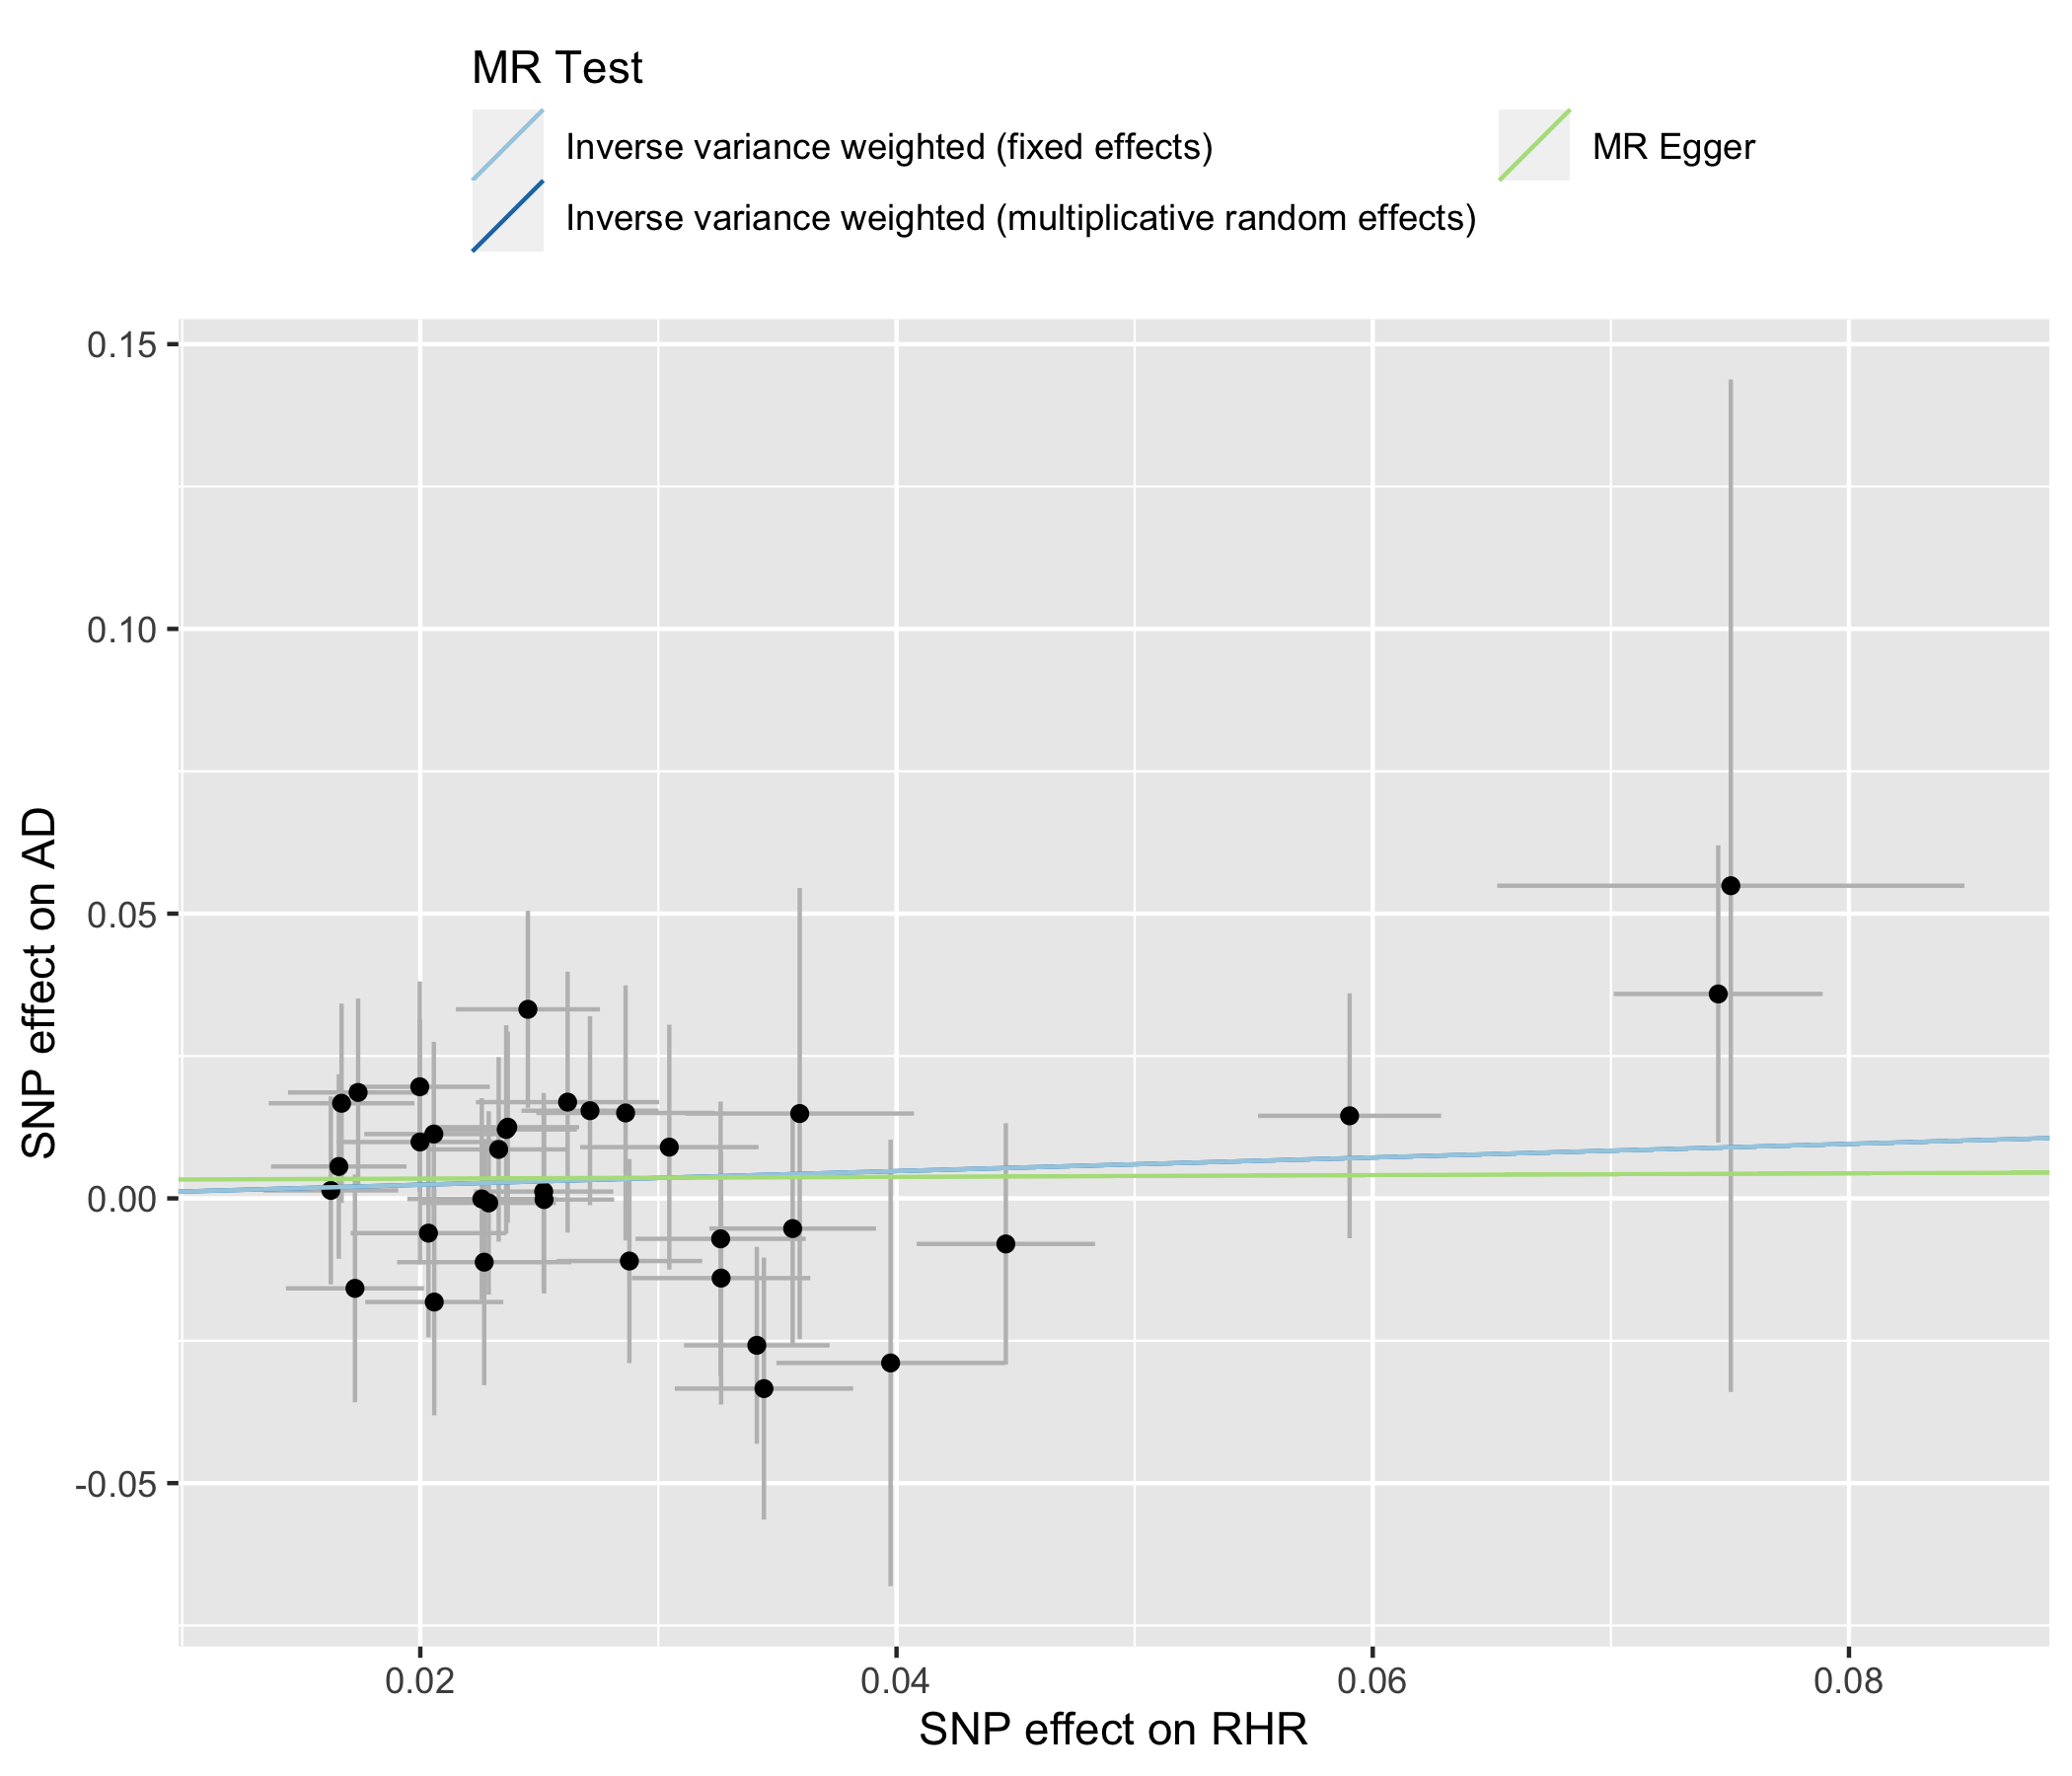 MR Test
Inverse variance weighted (fixed effects)
MR Egger
Inverse variance weighted (multiplicative random effects)
0.15
0.10
0.05
0.00
-0.05
SNP effect on AD
0.02
0.04
0.06
0.08
SNP effect on RHR